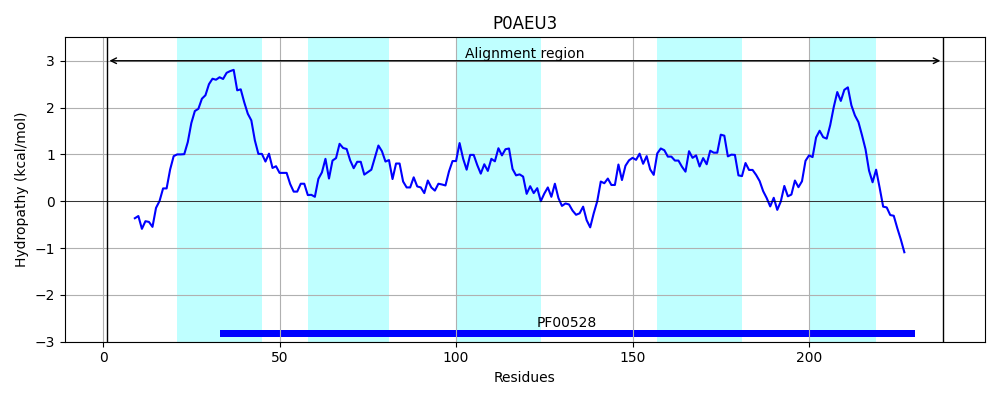 P0AEU3
Alignment region
Hydropathy (kcal/mol)
3
2
1
0
−1
−2
−3
PF00528
0
50
100
150
200
Residues